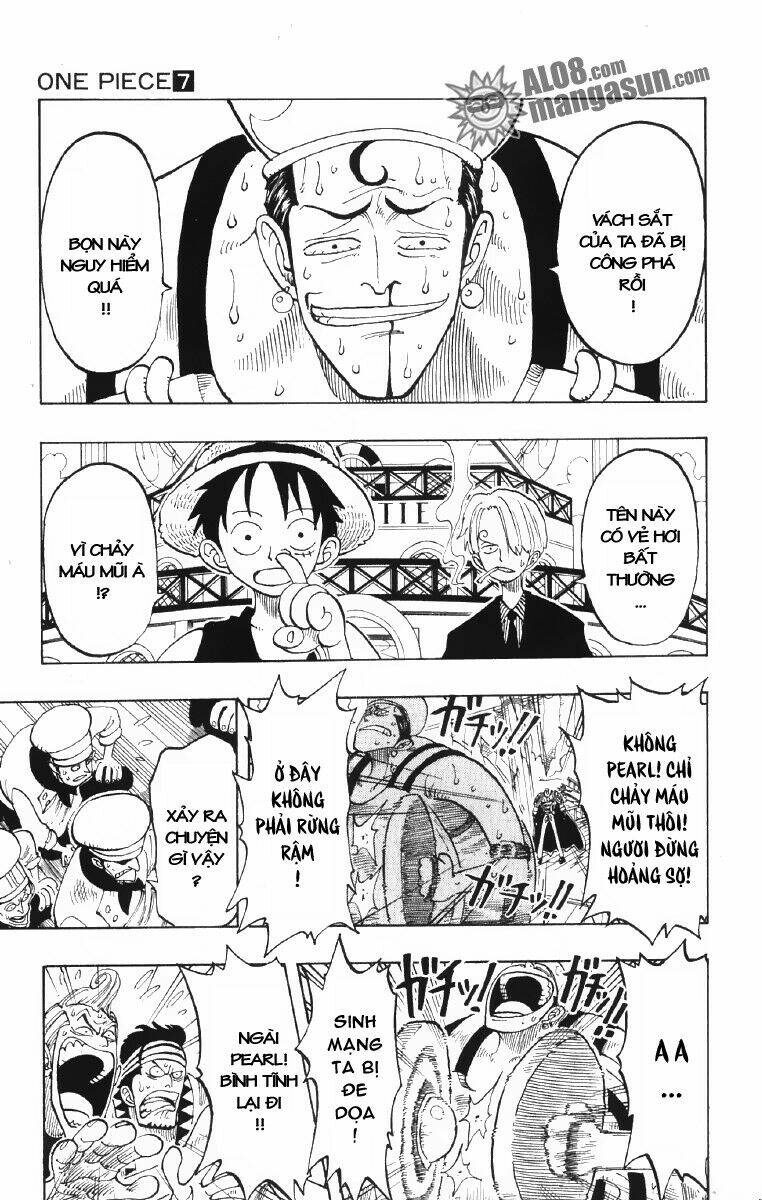 AL08.com
mangasun.com
ONE PIECE 7
VÁCH SẮT
CỦA TA ĐÃ BỊ
CÔNG PHÁ
RỒI
!
BỌN NÀY
NGUY HIỂM
QUÁ
!!
TÊN NÀY
CÓ VẺ HƠI
BẤT
THƯỜNG
...
VÌ CHẢY
MÁU MŨI À
!?
TIE
KHÔNG
PEARL! CHỈ
CHẢY MÁU
MŨI THÔI!
NGƯƠI ĐỪNG
HOẢNG SỢ!
ガチッ!!
ガチッ!!
Ở ĐÂY
KHÔNG
PHẢI RỪNG
RẬM
!
XẢY RA
CHUYỆN
GÌ VẬY
?
A A
...
ガチッ!!
ガチッ!
SINH
MẠNG
TA BỊ
ĐE
DỌA
!
NGÀI
PEARL!
BÌNH TĨNH
LẠI ĐI
!!